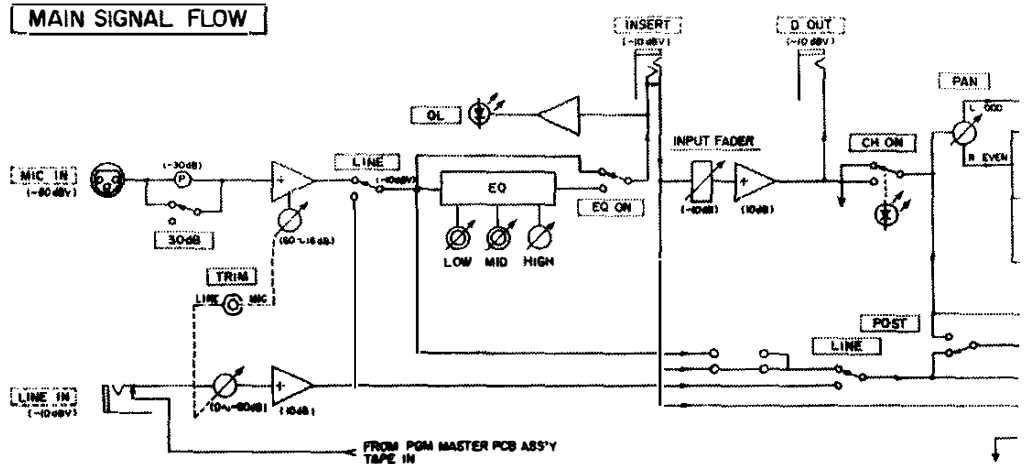 MAIN SIGNAL FLOW
INSERT
(-10dBV)
D OUT
(-10dBV)
PAN
L ODD
R EVEN
OL
INPUT FADER
CH ON
MIC IN
(-60dBV)
(-30dB)
P
LINE
(-10dBV)
EQ
EQ ON
(-10dB)
(10dB)
30dB
(60~16dB)
LOW MID HIGH
TRIM
LINE MIC
POST
LINE
LINE IN
(-10dBV)
(10dB)
FROM PGM MASTER PCB ASS'Y
TAPE IN